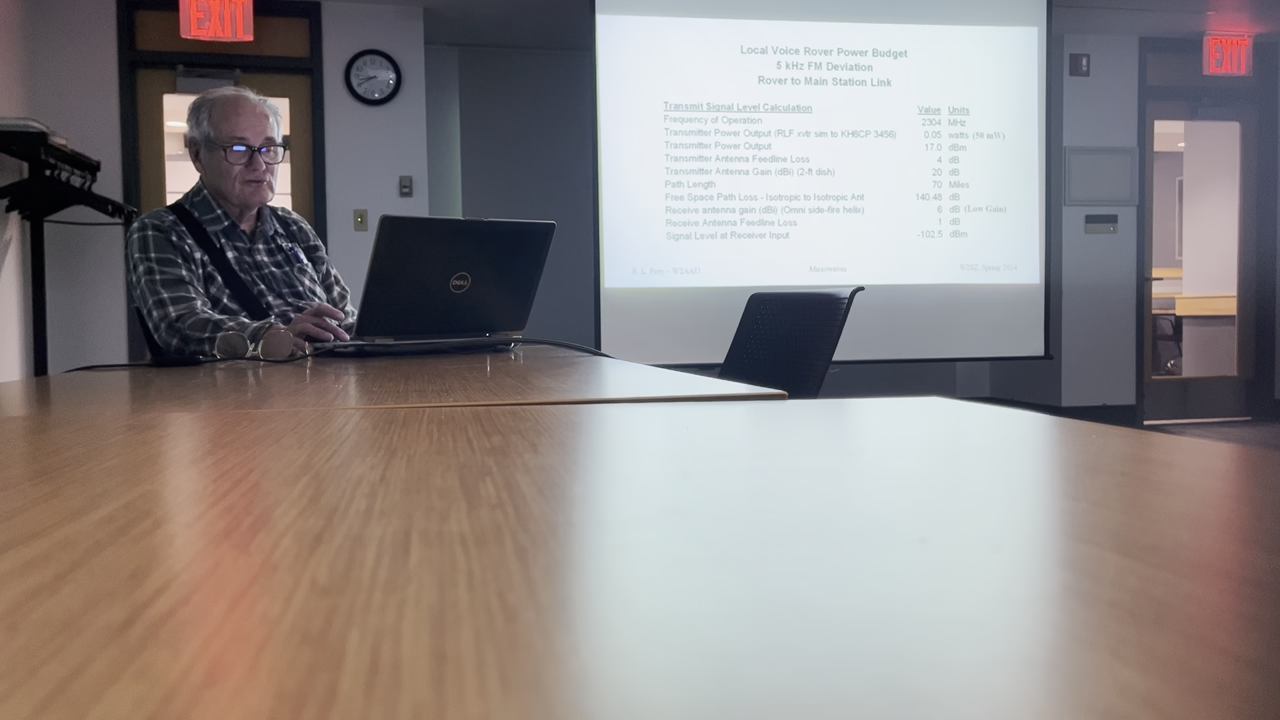 EXIT
EXIT
Local Voice Rover Power Budget
5 kHz FM Deviation
Rover to Main Station Link
Transmit Signal Level Calculation Value Units
Frequency of Operation 2304 MHz
Transmitter Power Output (RLF xvtr sim to KH6CP 3456) 0.05 watts (50 mW)
Transmitter Power Output 17.0 dBm
Transmitter Antenna Feedline Loss 4 dB
Transmitter Antenna Gain (dBi) (2-ft dish) 20 dB
Path Length 70 Miles
Free Space Path Loss - Isotropic to Isotropic Ant 140.48 dB
Receive antenna gain (dBi) (Omni side-fire helix) 6 dB (Low Gain)
Receive Antenna Feedline Loss 1 dB
Signal Level at Receiver Input -102.5 dBm
Microwaves
Spring 2024
DELL